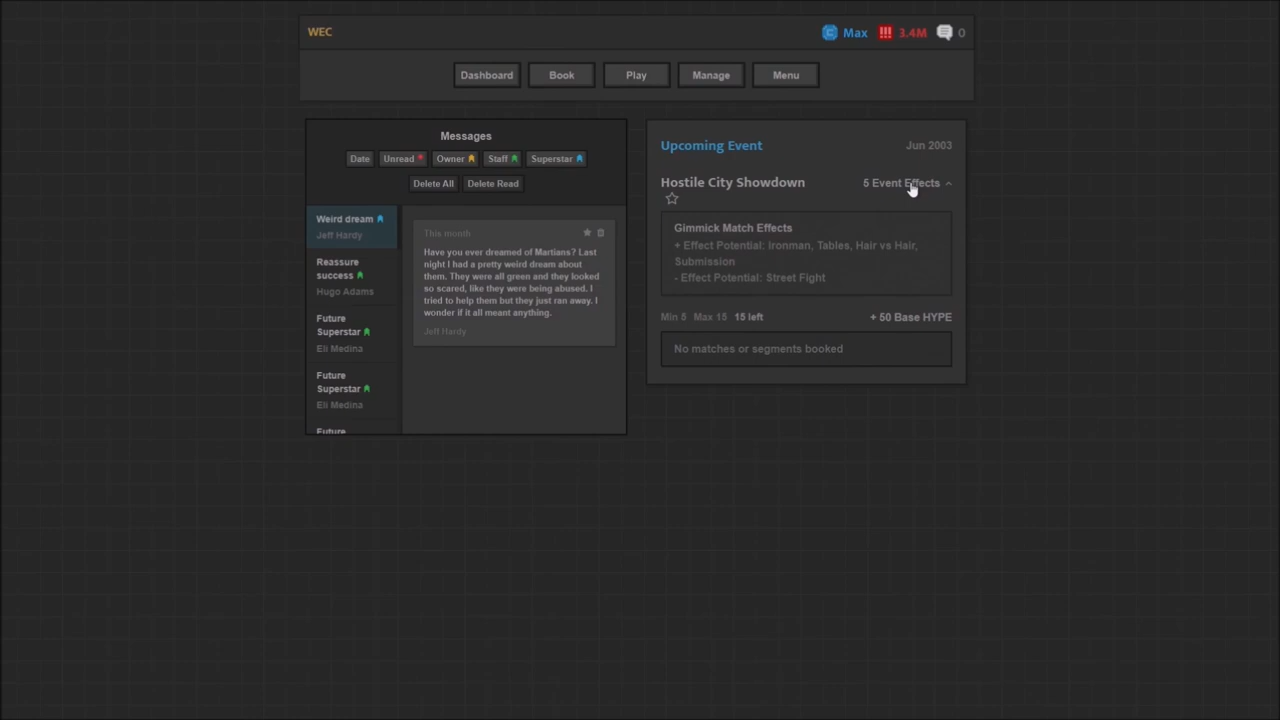 WEC
Max 3.4M 0
Dashboard Book Play Manage Menu
Messages
Date Unread Owner Staff Superstar
Delete All Delete Read
Weird dream
Jeff Hardy
Reassure
success
Hugo Adams
Future
Superstar
Eli Medina
Future
Superstar
Eli Medina
Future
This month
Have you ever dreamed of Martians? Last
night I had a pretty weird dream about
them. They were all green and they looked
so scared, like they were being abused. I
tried to help them but they just ran away. I
wonder if it all meant anything.
Jeff Hardy
Upcoming Event Jun 2003
Hostile City Showdown 5 Event Effects
Gimmick Match Effects
+ Effect Potential: Ironman, Tables, Hair vs Hair,
Submission
- Effect Potential: Street Fight
Min 5 Max 15 15 left + 50 Base HYPE
No matches or segments booked